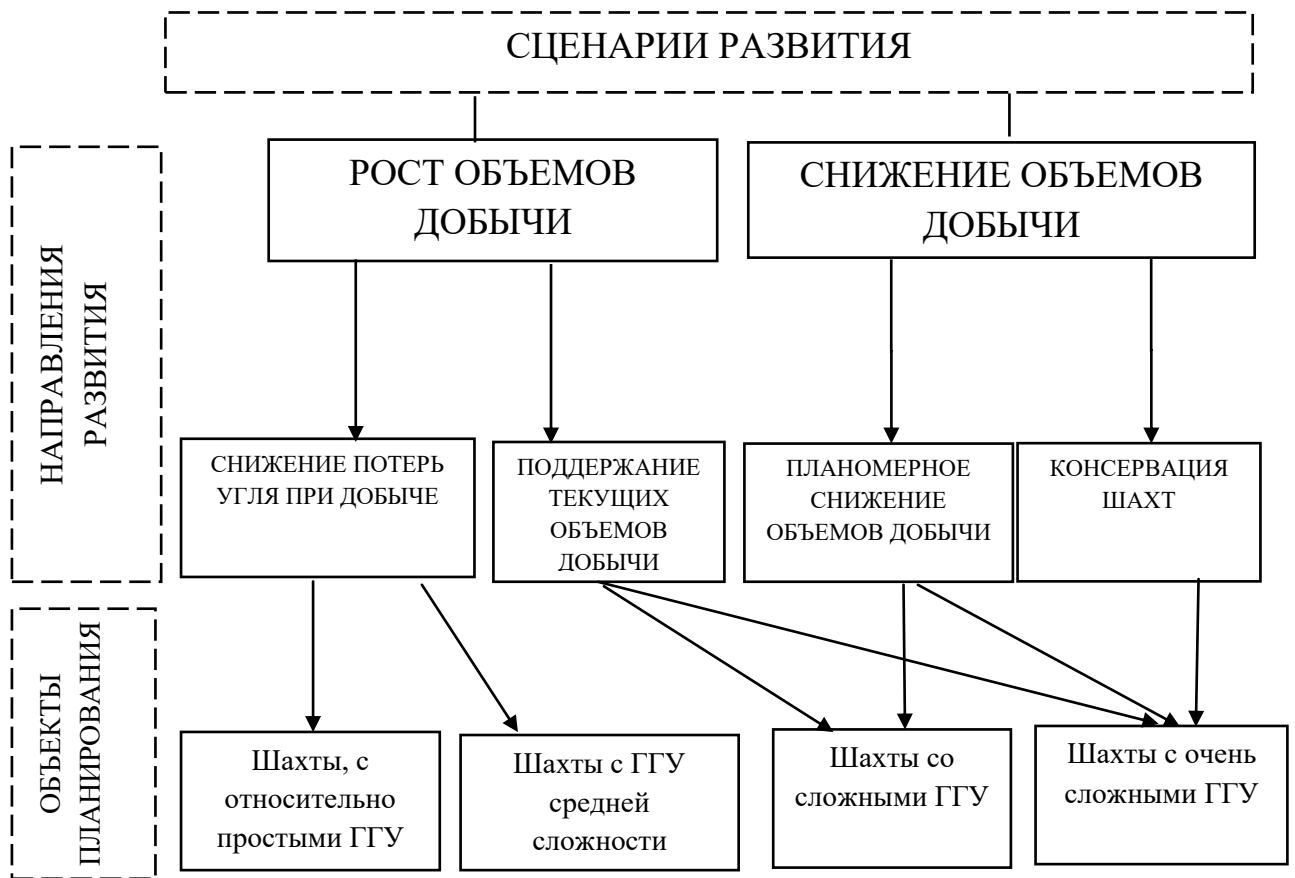 СЦЕНАРИИ РАЗВИТИЯ
РОСТ ОБЪЕМОВ
ДОБЫЧИ
СНИЖЕНИЕ ОБЪЕМОВ
ДОБЫЧИ
НАПРАВЛЕНИЯ
РАЗВИТИЯ
СНИЖЕНИЕ ПОТЕРЬ
УГЛЯ ПРИ ДОБЫЧЕ
ПОДДЕРЖАНИЕ
ТЕКУЩИХ
ОБЪЕМОВ
ДОБЫЧИ
ПЛАНОМЕРНОЕ
СНИЖЕНИЕ
ОБЪЕМОВ ДОБЫЧИ
КОНСЕРВАЦИЯ
ШАХТ
ОБЪЕКТЫ
ПЛАНИРОВАНИЯ
Шахты, с
относительно
простыми ГГУ
Шахты с ГГУ
средней
сложности
Шахты со
сложными ГГУ
Шахты с очень
сложными ГГУ